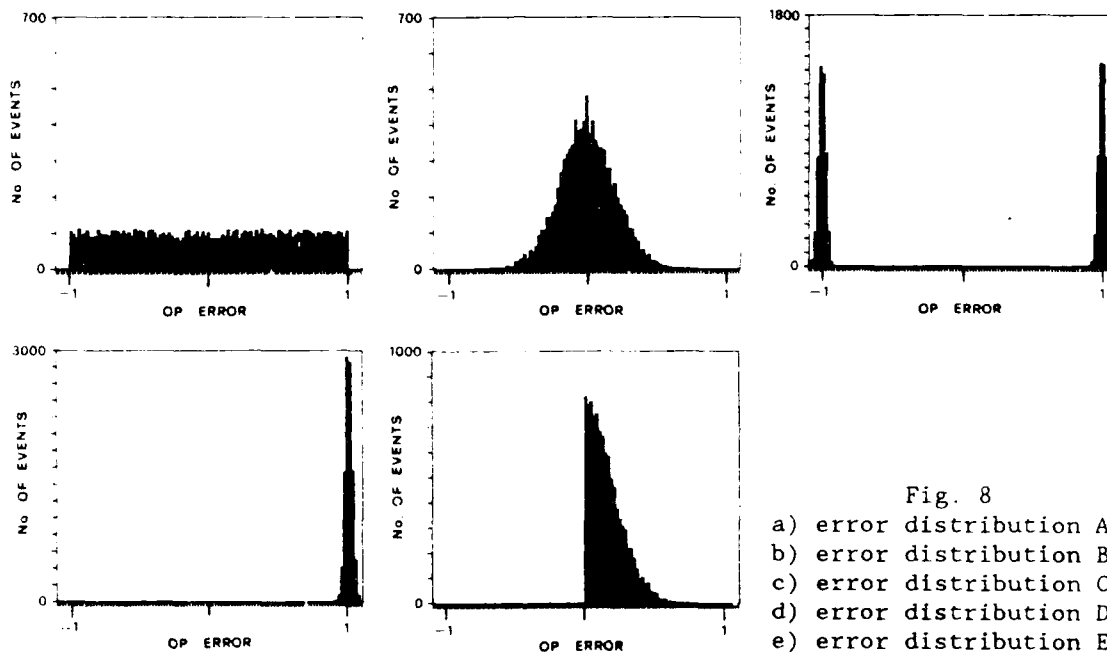 700
No OF EVENTS
0
−1
1
OP ERROR
700
No. OF EVENTS
0
−1
1
OP ERROR
1800
No. OF EVENTS
0
−1
1
OP ERROR
3000
No OF EVENTS
0
−1
1
OP ERROR
1000
No. OF EVENTS
0
−1
1
OP ERROR
Fig. 8
a) error distribution A
b) error distribution B
c) error distribution C
d) error distribution D
e) error distribution E